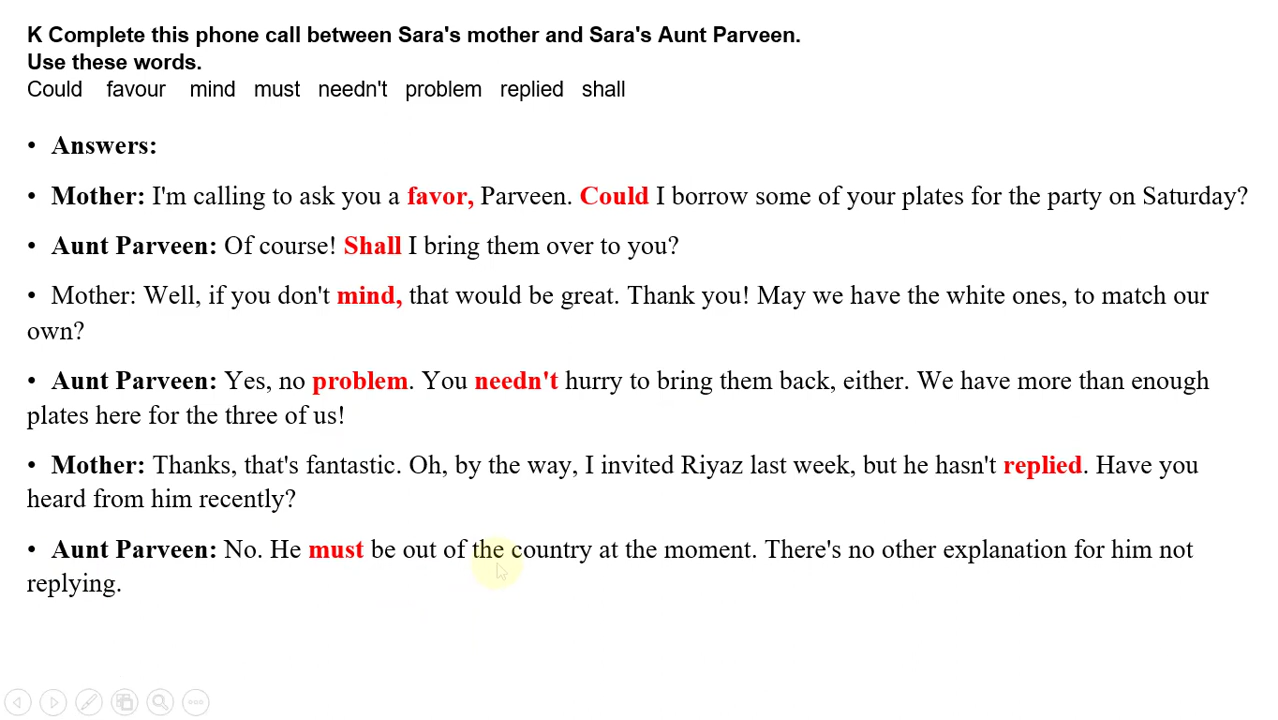 K Complete this phone call between Sara's mother and Sara's Aunt Parveen.
Use these words.
Could favour mind must needn't problem replied shall
• Answers:
• Mother: I'm calling to ask you a favor, Parveen. Could I borrow some of your plates for the party on Saturday?
• Aunt Parveen: Of course! Shall I bring them over to you?
• Mother: Well, if you don't mind, that would be great. Thank you! May we have the white ones, to match our
own?
• Aunt Parveen: Yes, no problem. You needn't hurry to bring them back, either. We have more than enough
plates here for the three of us!
• Mother: Thanks, that's fantastic. Oh, by the way, I invited Riyaz last week, but he hasn't replied. Have you
heard from him recently?
• Aunt Parveen: No. He must be out of the country at the moment. There's no other explanation for him not
replying.